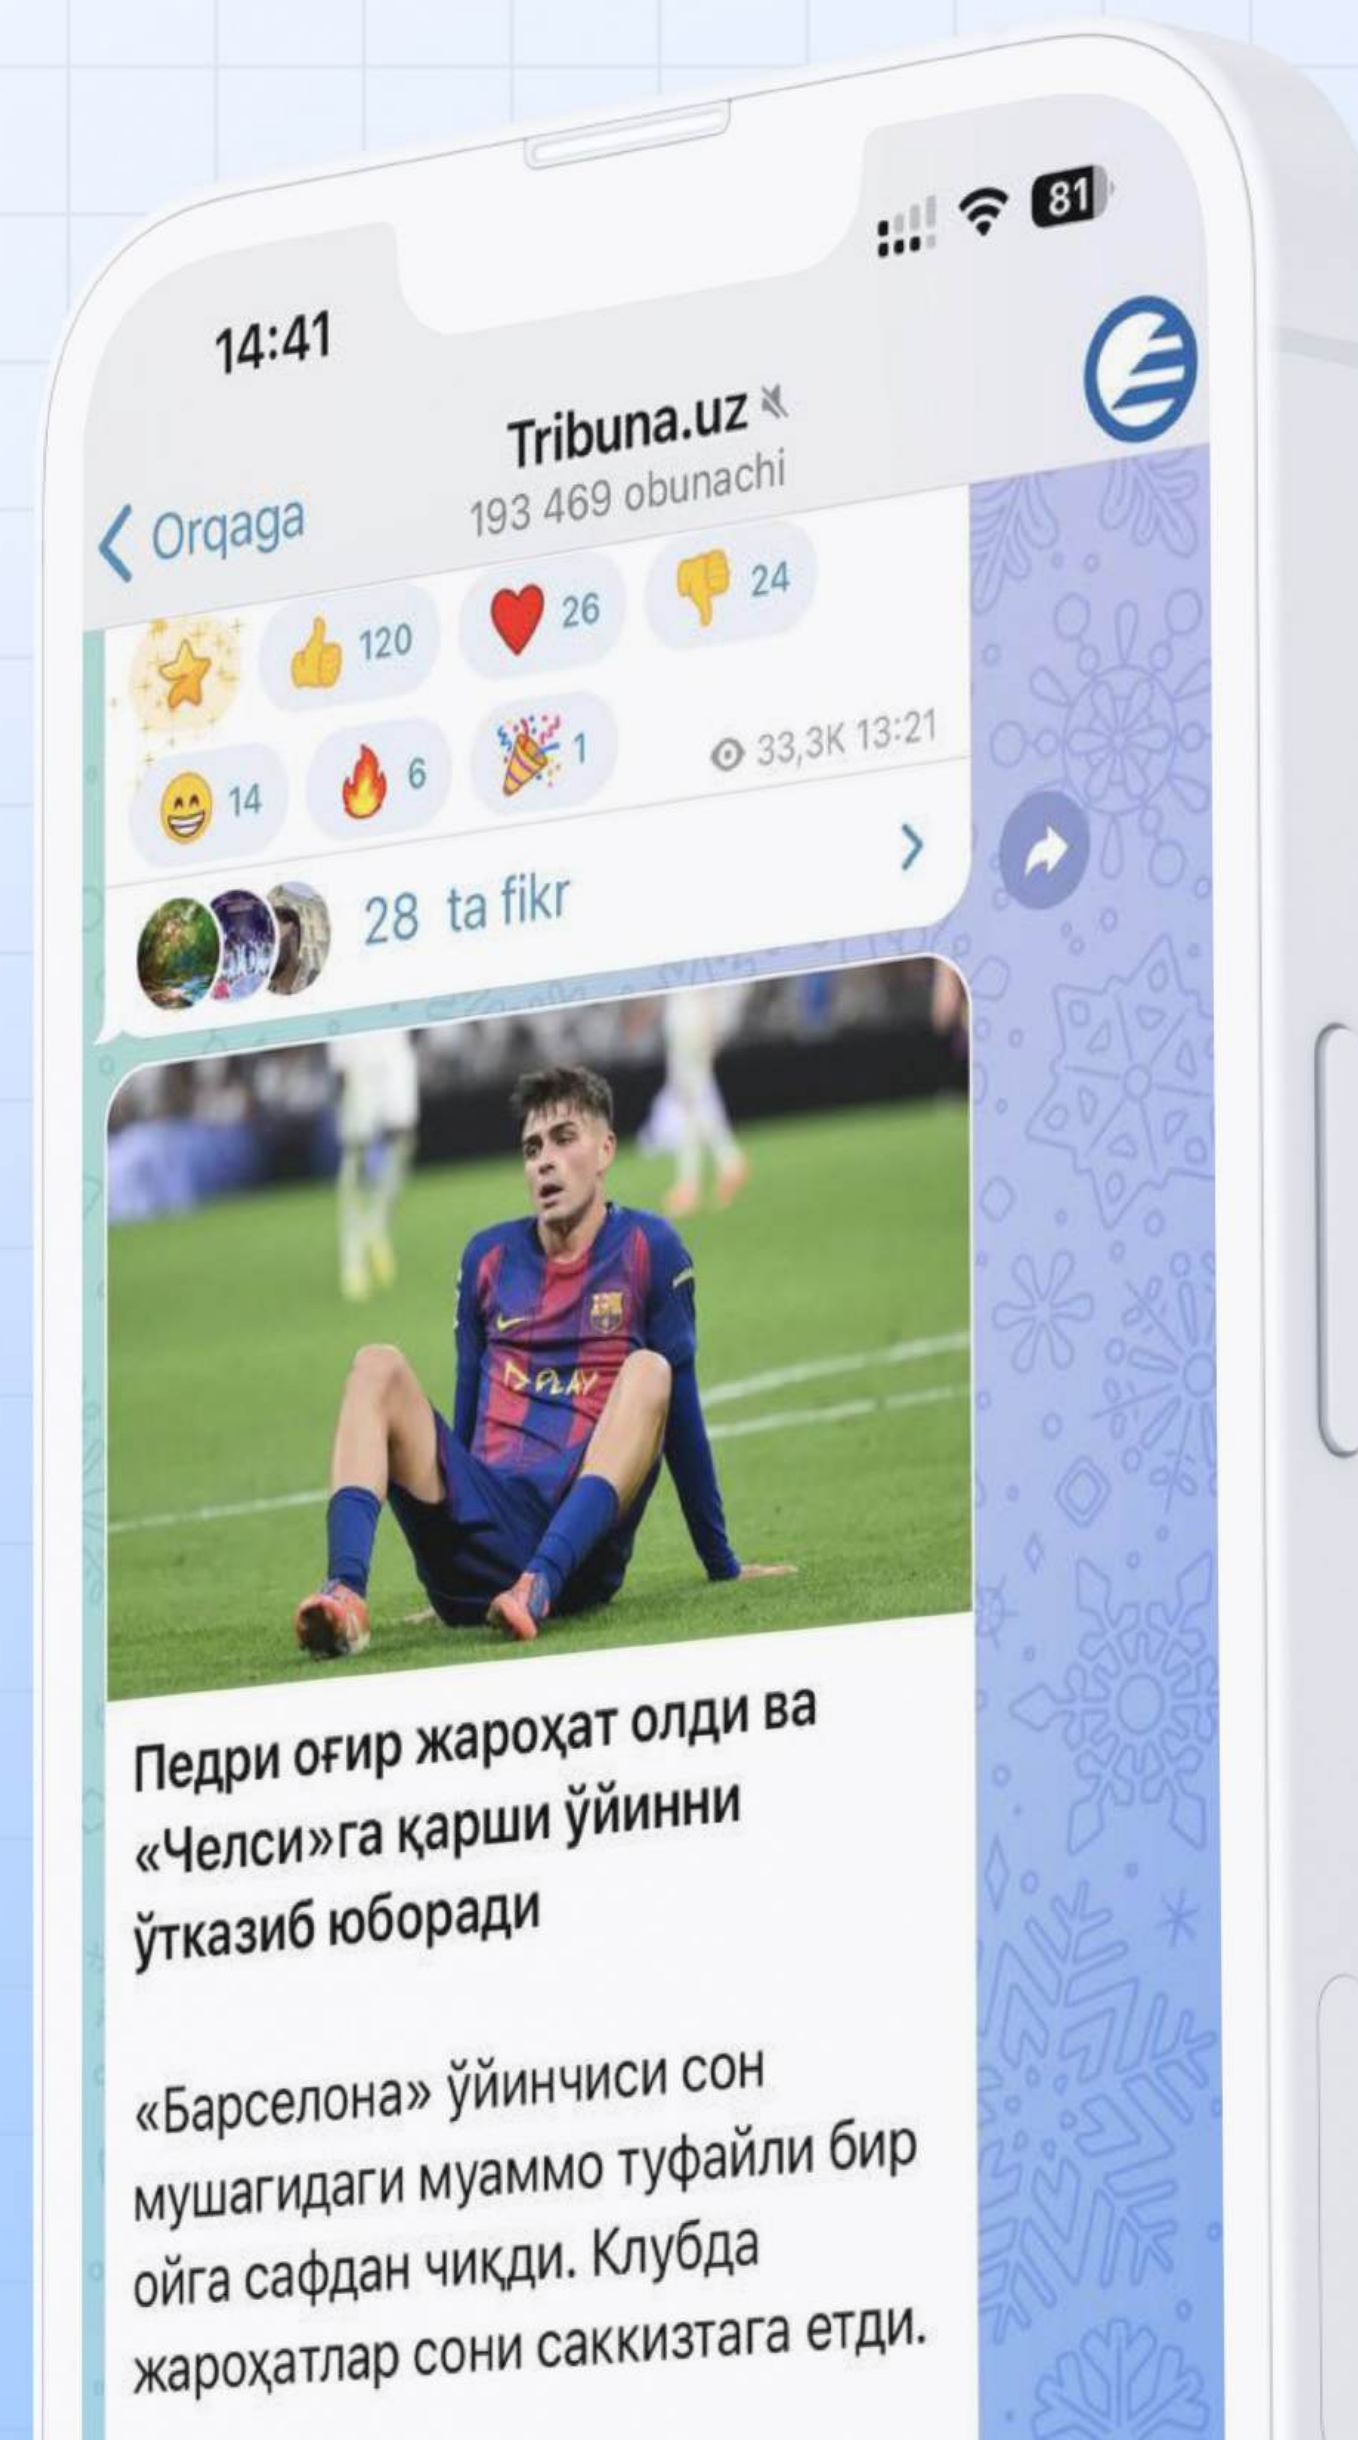 14:41
81
Tribuna.uz
193 469 obunachi
Orqaga
120 26 24
14 6 1 33,3K 13:21
28 ta fikr
PLAY
Педри оғир жароҳат олди ва
«Челси»га қарши ўйинни
ўтказиб юборади
«Барселона» ўйинчиси сон
мушагидаги муаммо туфайли бир
ойга сафдан чиқди. Клубда
жароҳатлар сони саккизтага етди.